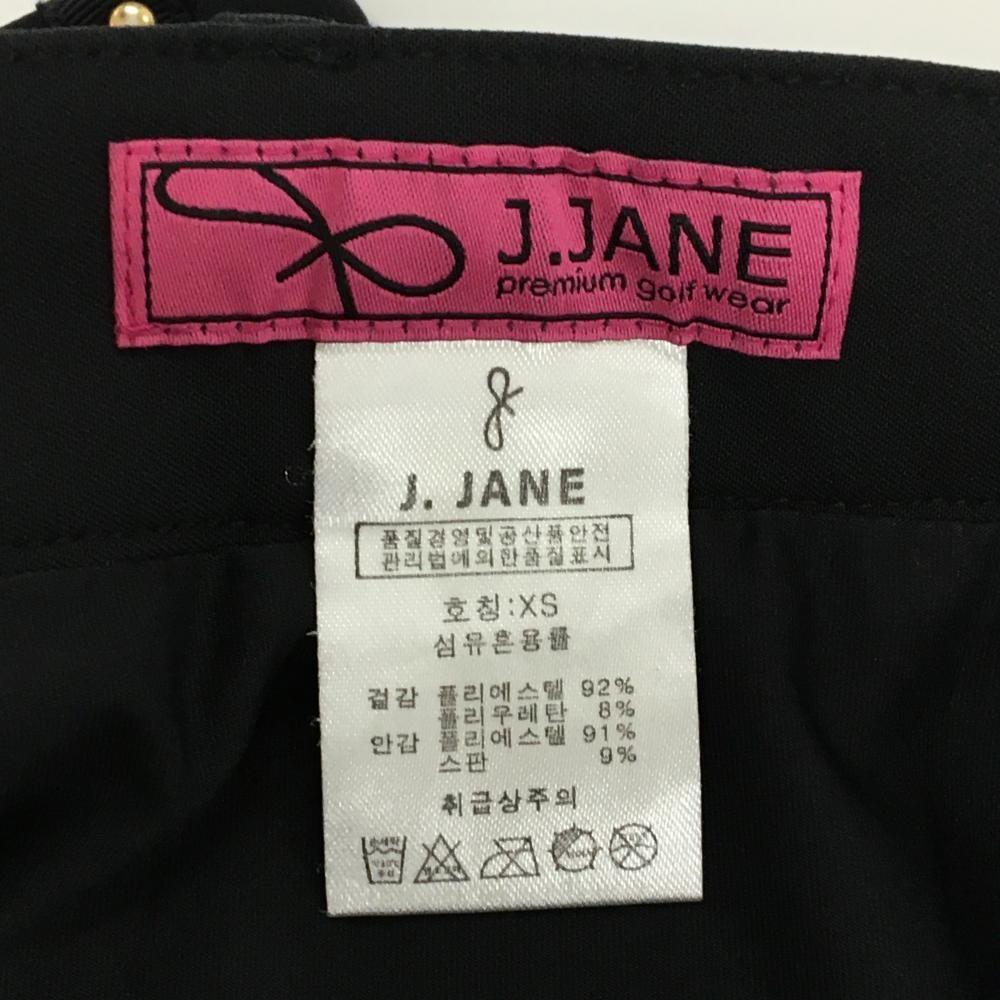 J.JANE
premium golf wear
J. JANE
품질경영및공산품안전
관리법에의한품질표시
호칭:XS
섬유혼용률
겉감 폴리에스텔 92%
폴리우레탄 8%
안감 폴리에스텔 91%
스판 9%
취급상주의
손세탁